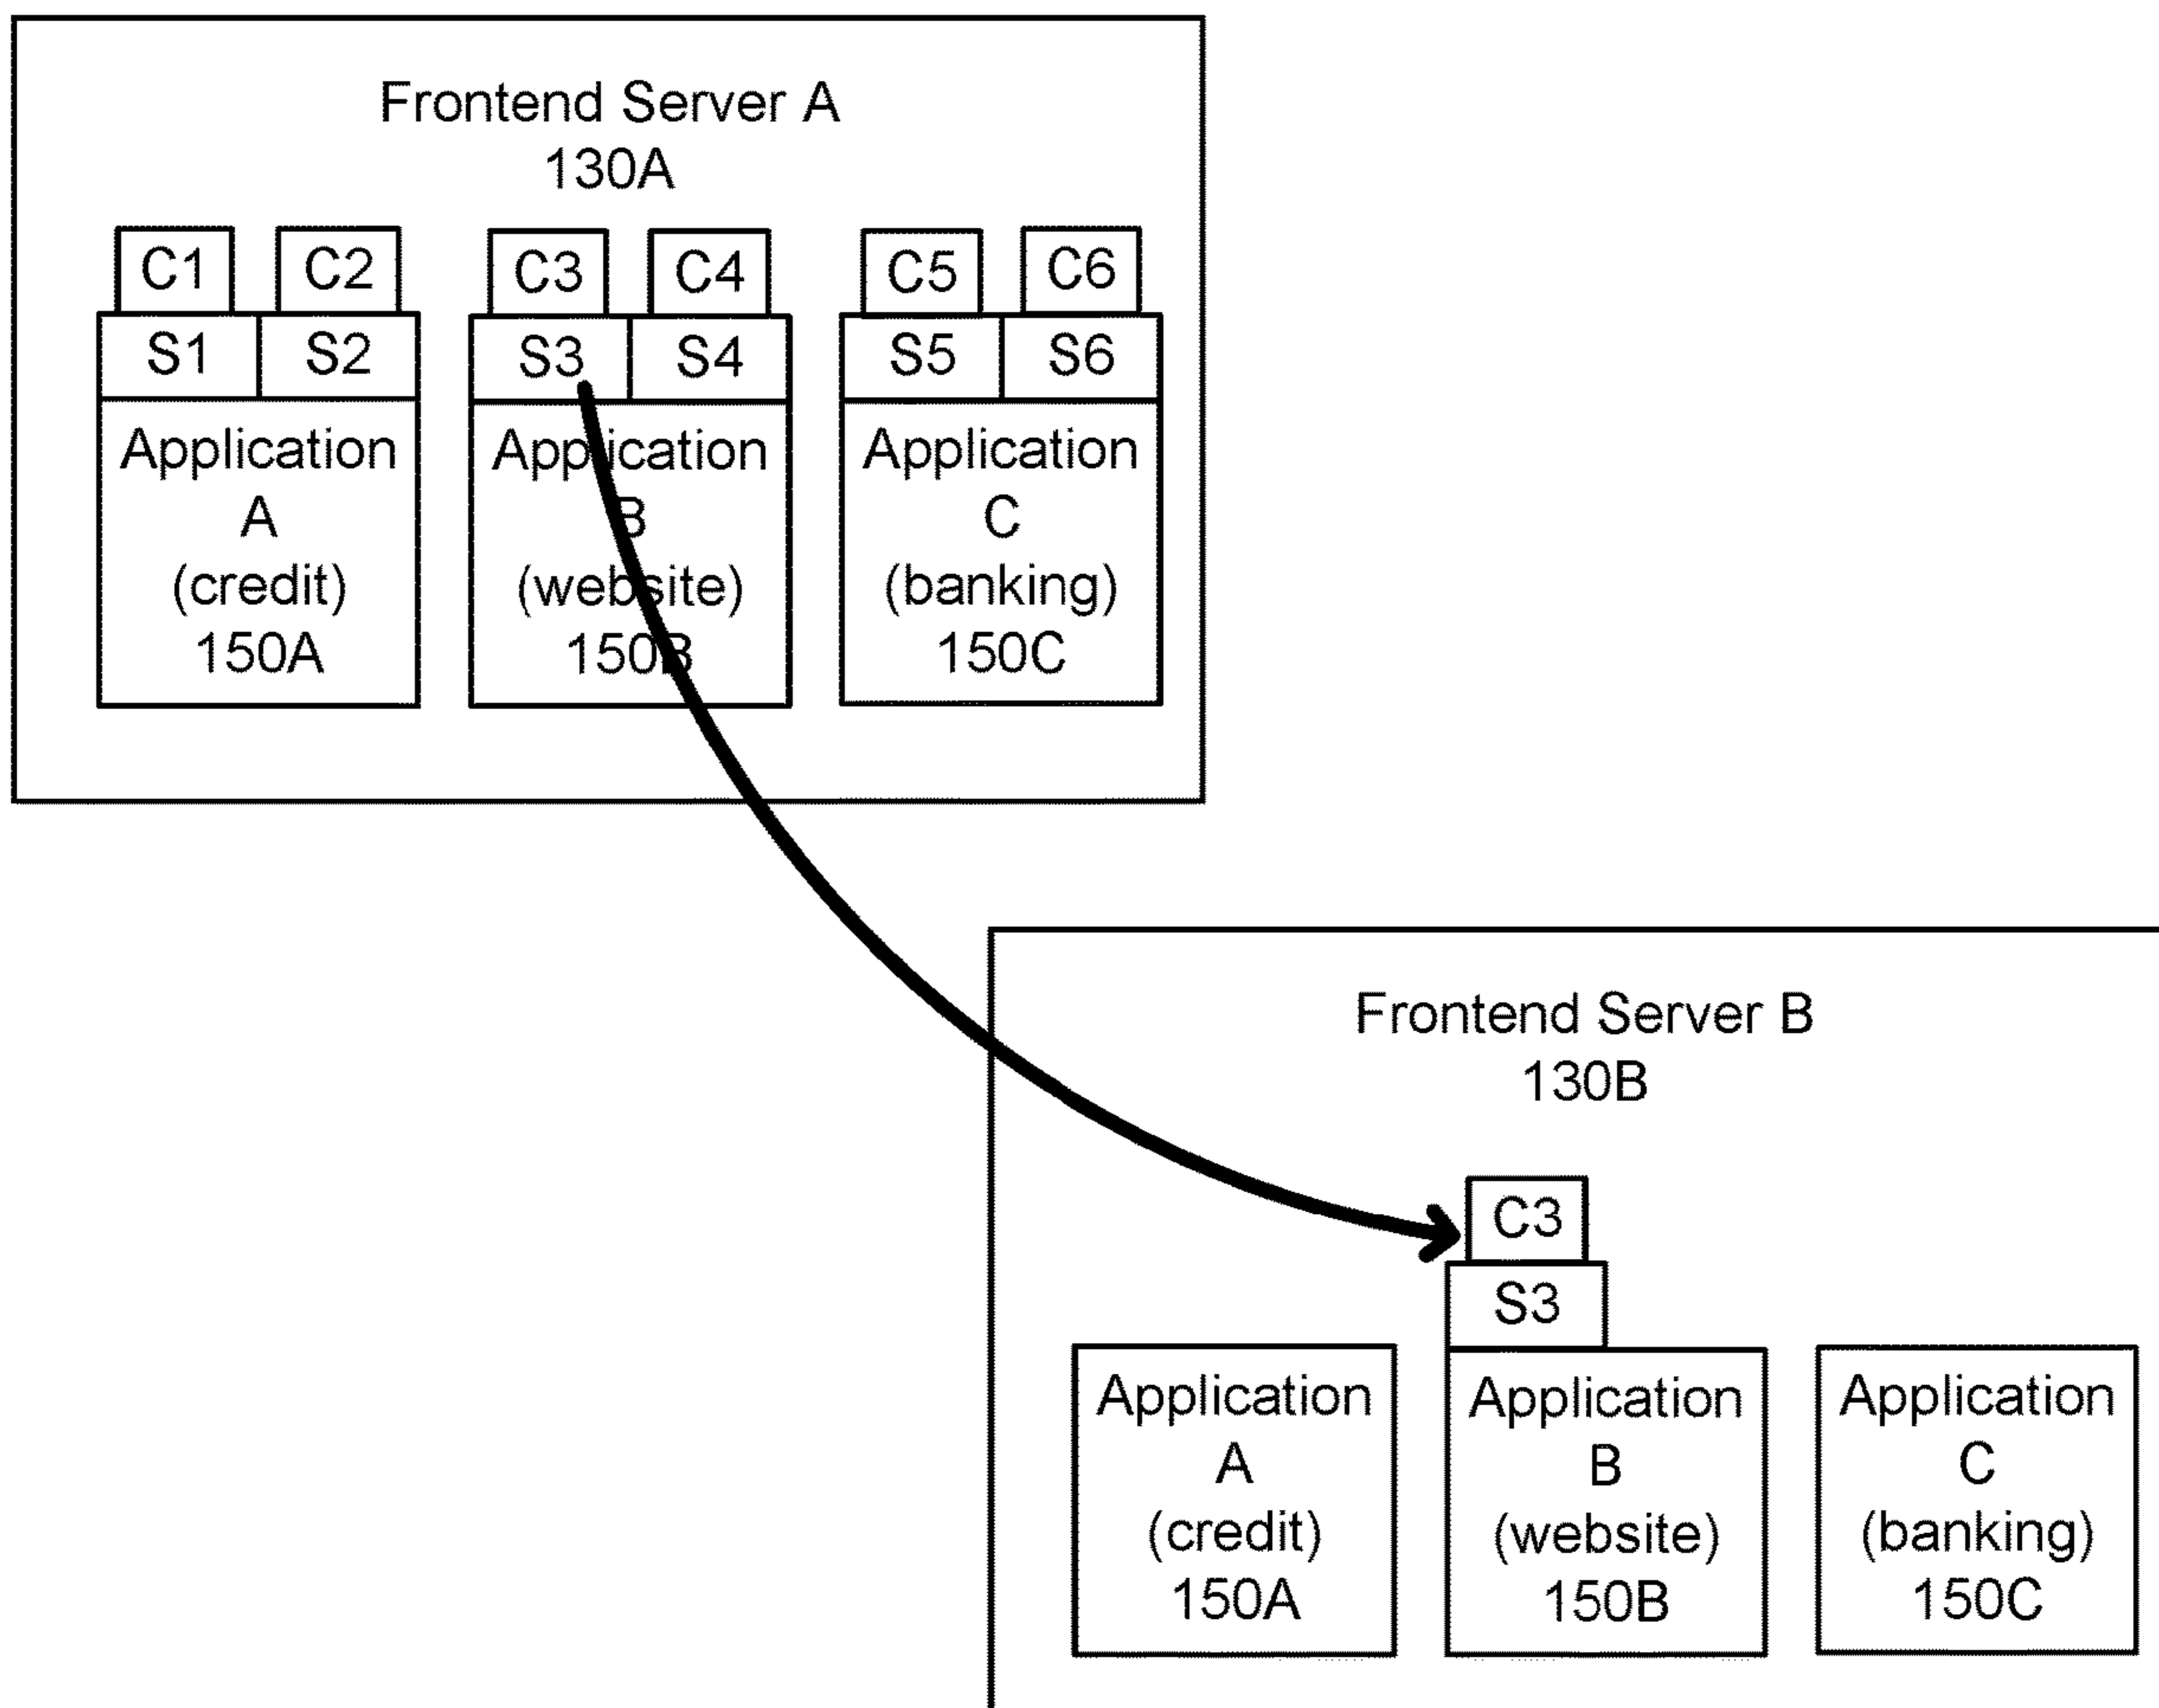 Frontend Server A
130A
C1 C2 C3 C4 C5 C6
S1 S2 S3 S4 S5 S6
Application
A
(credit)
150A
Application
B
(website)
150B
Application
C
(banking)
150C
Frontend Server B
130B
C3
S3
Application
A
(credit)
150A
Application
B
(website)
150B
Application
C
(banking)
150C